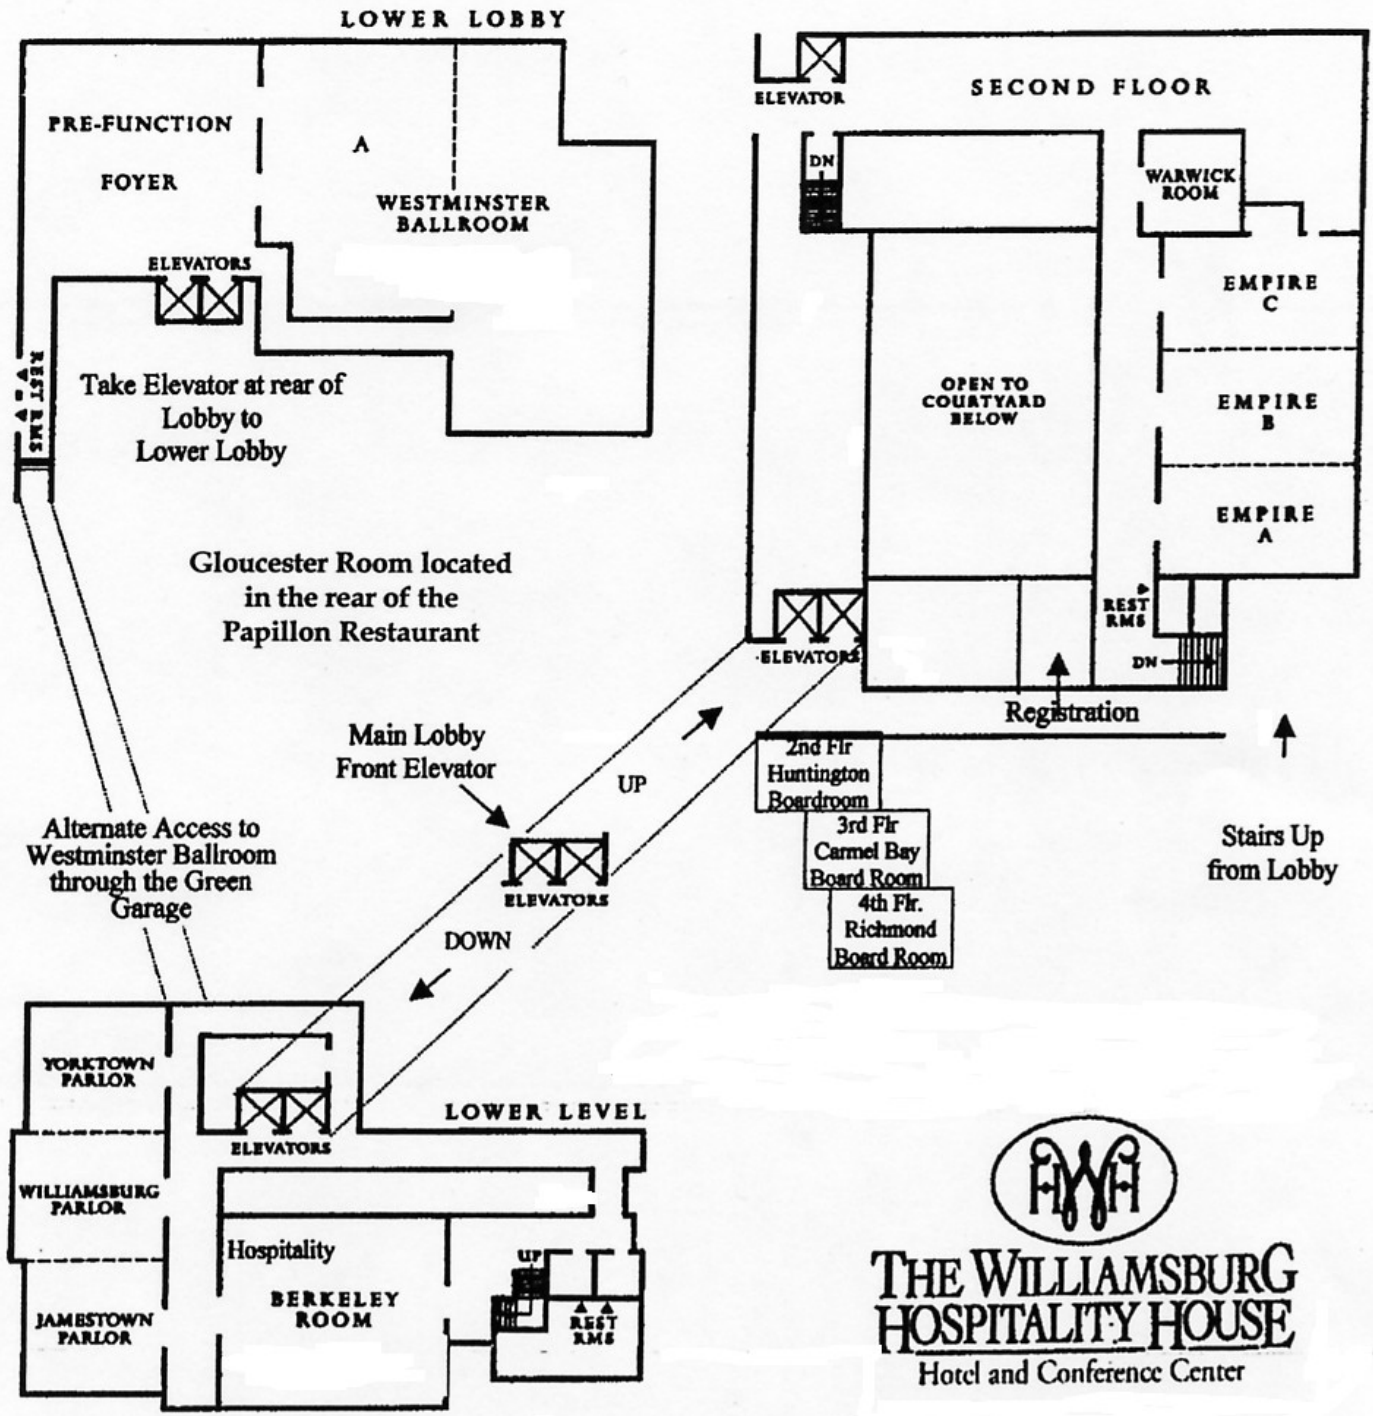 LOWER LOBBY
PRE-FUNCTION
FOYER
A
WESTMINSTER
BALLROOM
ELEVATORS
REST RMS
Take Elevator at rear of
Lobby to
Lower Lobby
Gloucester Room located
in the rear of the
Papillon Restaurant
Main Lobby
Front Elevator
Alternate Access to
Westminster Ballroom
through the Green
Garage
ELEVATORS
UP
DOWN
SECOND FLOOR
ELEVATOR
DN
WARWICK
ROOM
EMPIRE
C
EMPIRE
B
EMPIRE
A
OPEN TO
COURTYARD
BELOW
REST
RMS
DN
ELEVATORS
Registration
2nd Flr
Huntington
Boardroom
3rd Flr
Carmel Bay
Board Room
4th Flr.
Richmond
Board Room
Stairs Up
from Lobby
YORKTOWN
PARLOR
WILLIAMSBURG
PARLOR
JAMESTOWN
PARLOR
ELEVATORS
LOWER LEVEL
Hospitality
BERKELEY
ROOM
UP
REST
RMS
HWH
THE WILLIAMSBURG
HOSPITALITY HOUSE
Hotel and Conference Center